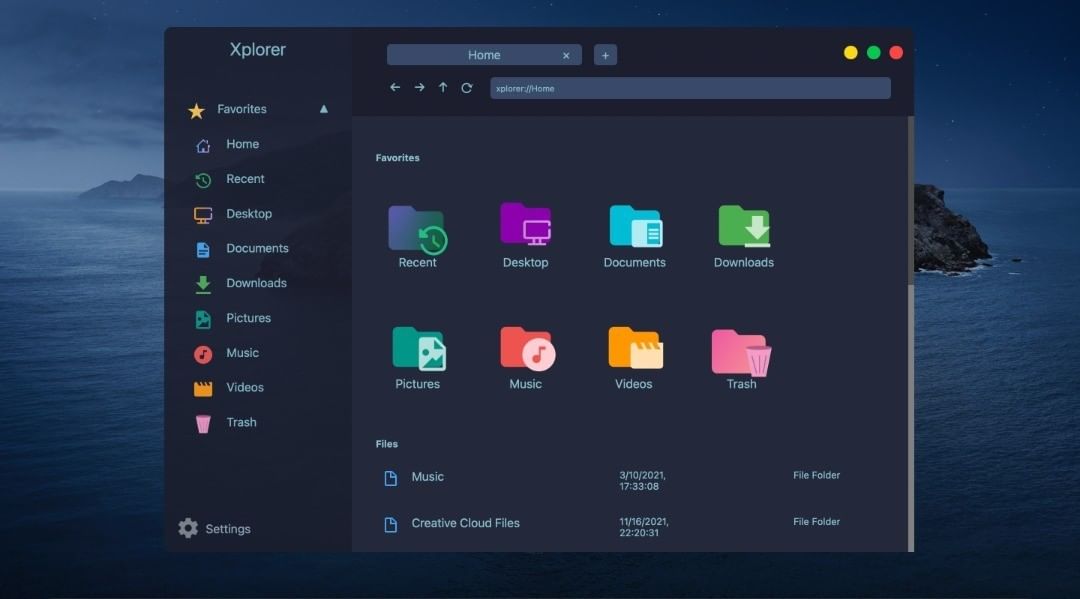 Xplorer
Home ×
+
xplorer://Home
Favorites
Home
Recent
Desktop
Documents
Downloads
Pictures
Music
Videos
Trash
Settings
Favorites
Recent Desktop Documents Downloads
Pictures Music Videos Trash
Files
Music 3/10/2021, File Folder
17:33:08
Creative Cloud Files 11/16/2021, File Folder
22:20:31